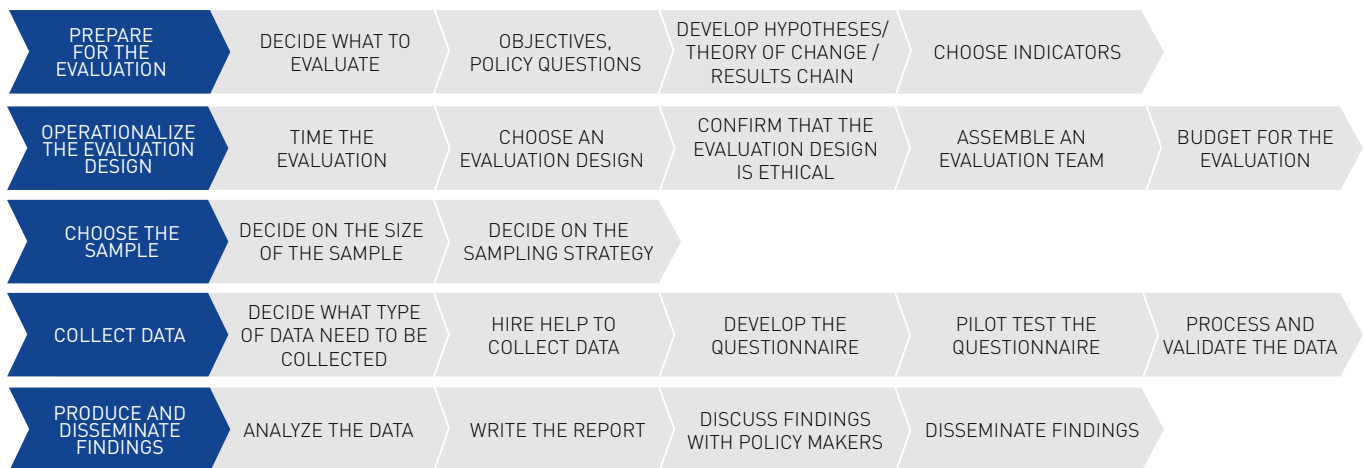 PREPARE
FOR THE
EVALUATION
DECIDE WHAT TO
EVALUATE
OBJECTIVES,
POLICY QUESTIONS
DEVELOP HYPOTHESES/
THEORY OF CHANGE /
RESULTS CHAIN
CHOOSE INDICATORS
OPERATIONALIZE
THE EVALUATION
DESIGN
TIME THE
EVALUATION
CHOOSE AN
EVALUATION DESIGN
CONFIRM THAT THE
EVALUATION DESIGN
IS ETHICAL
ASSEMBLE AN
EVALUATION TEAM
BUDGET FOR THE
EVALUATION
CHOOSE THE
SAMPLE
DECIDE ON THE SIZE
OF THE SAMPLE
DECIDE ON THE
SAMPLING STRATEGY
COLLECT DATA
DECIDE WHAT TYPE
OF DATA NEED TO BE
COLLECTED
HIRE HELP TO
COLLECT DATA
DEVELOP THE
QUESTIONNAIRE
PILOT TEST THE
QUESTIONNAIRE
PROCESS AND
VALIDATE THE DATA
PRODUCE AND
DISSEMINATE
FINDINGS
ANALYZE THE DATA
WRITE THE REPORT
DISCUSS FINDINGS
WITH POLICY MAKERS
DISSEMINATE FINDINGS